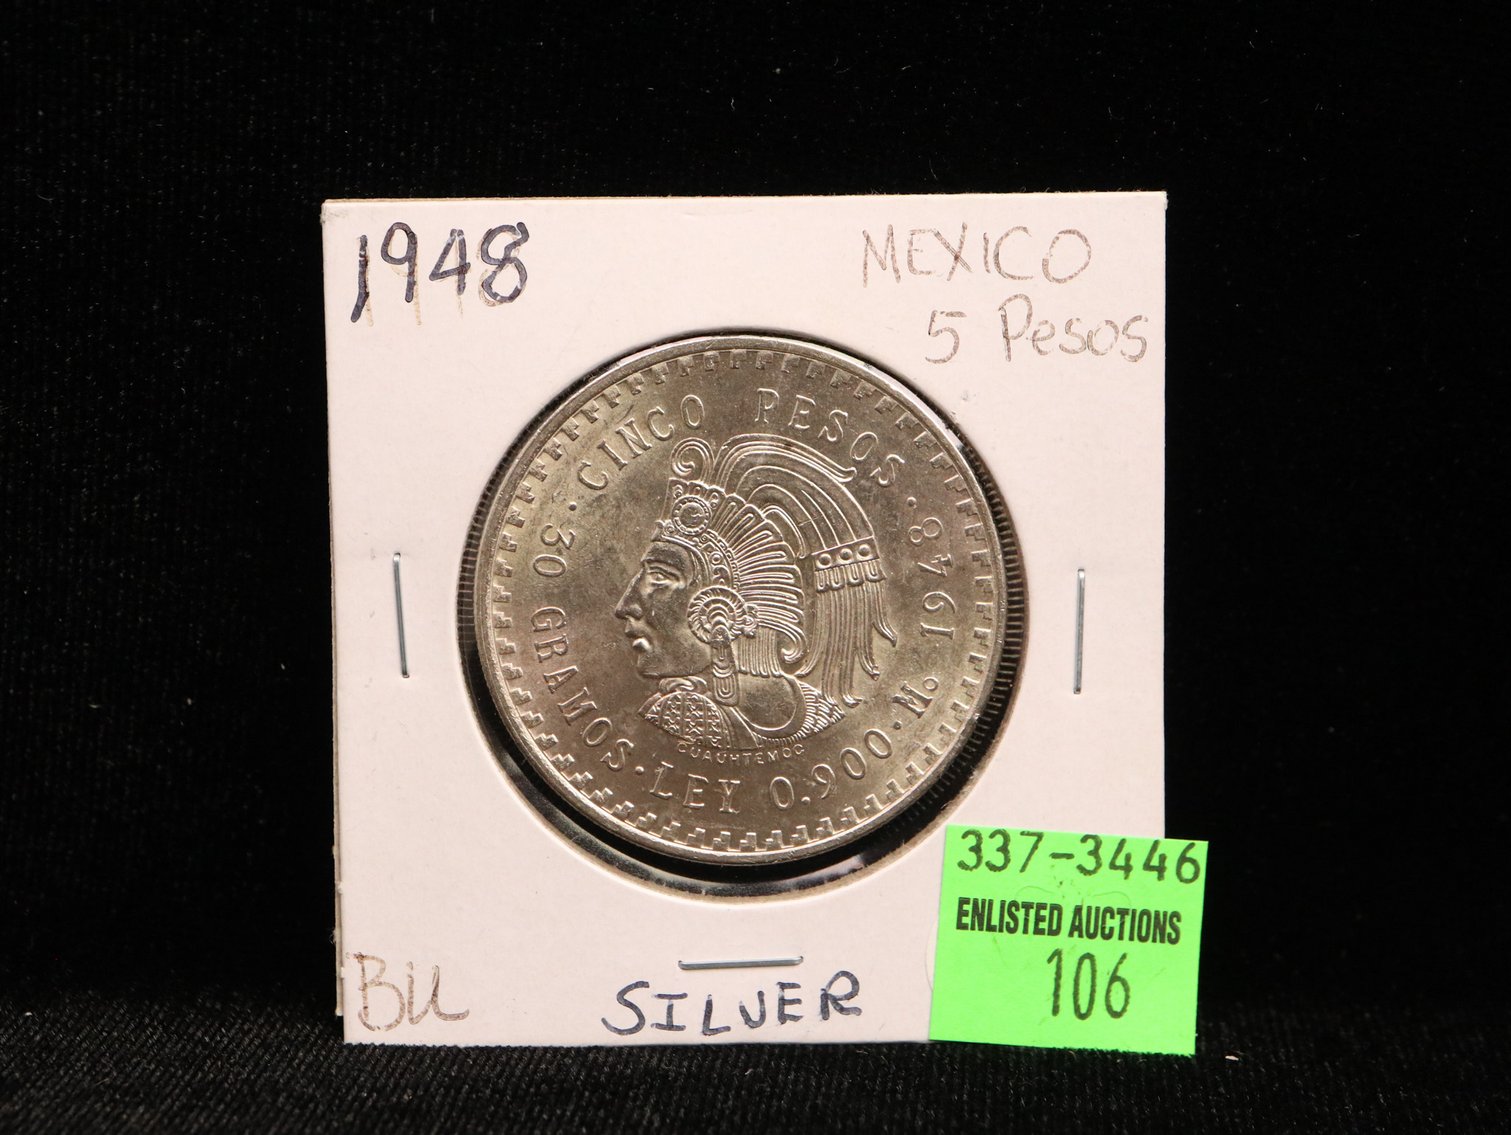 1948
MEXICO
5 Pesos
30 GRAMOS · CINCO PESOS · 1948
CUAUHTEMOC
· LEY 0.900 · Mo
BU
SILVER
337-3446
ENLISTED AUCTIONS
106